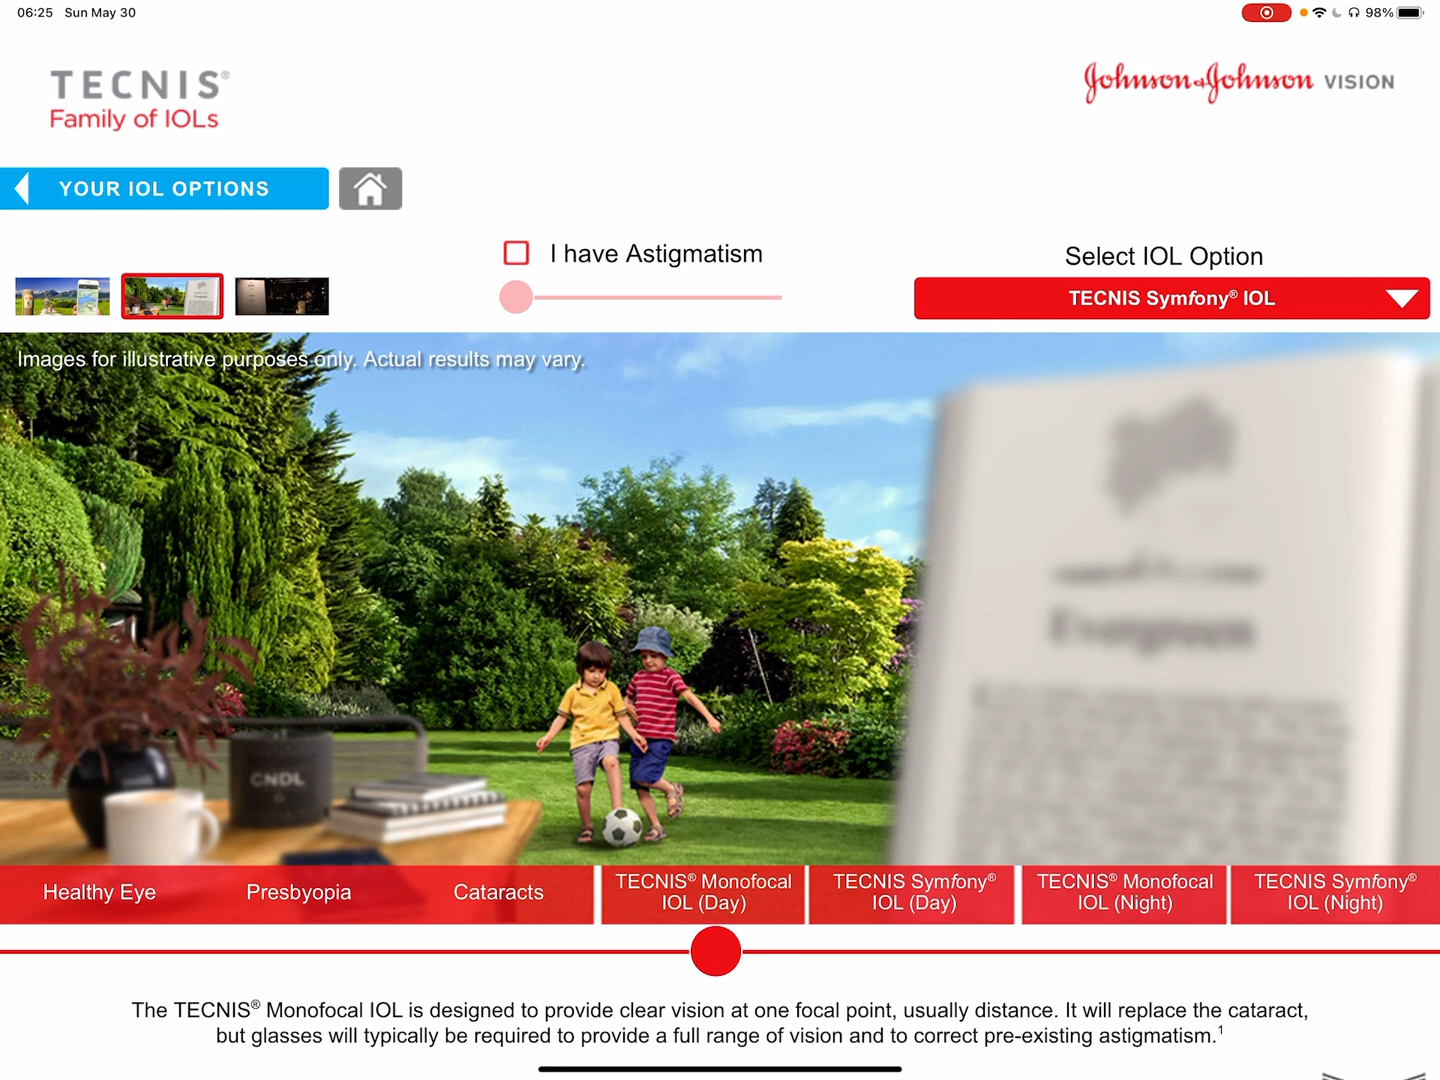 06:25 Sun May 30
98%
TECNIS®
Family of IOLs
Johnson & Johnson VISION
YOUR IOL OPTIONS
I have Astigmatism
Select IOL Option
TECNIS Symfony® IOL
Images for illustrative purposes only. Actual results may vary.
Evergreen
CNDL
Healthy Eye
Presbyopia
Cataracts
TECNIS® Monofocal
IOL (Day)
TECNIS Symfony®
IOL (Day)
TECNIS® Monofocal
IOL (Night)
TECNIS Symfony®
IOL (Night)
The TECNIS® Monofocal IOL is designed to provide clear vision at one focal point, usually distance. It will replace the cataract,
but glasses will typically be required to provide a full range of vision and to correct pre-existing astigmatism.¹